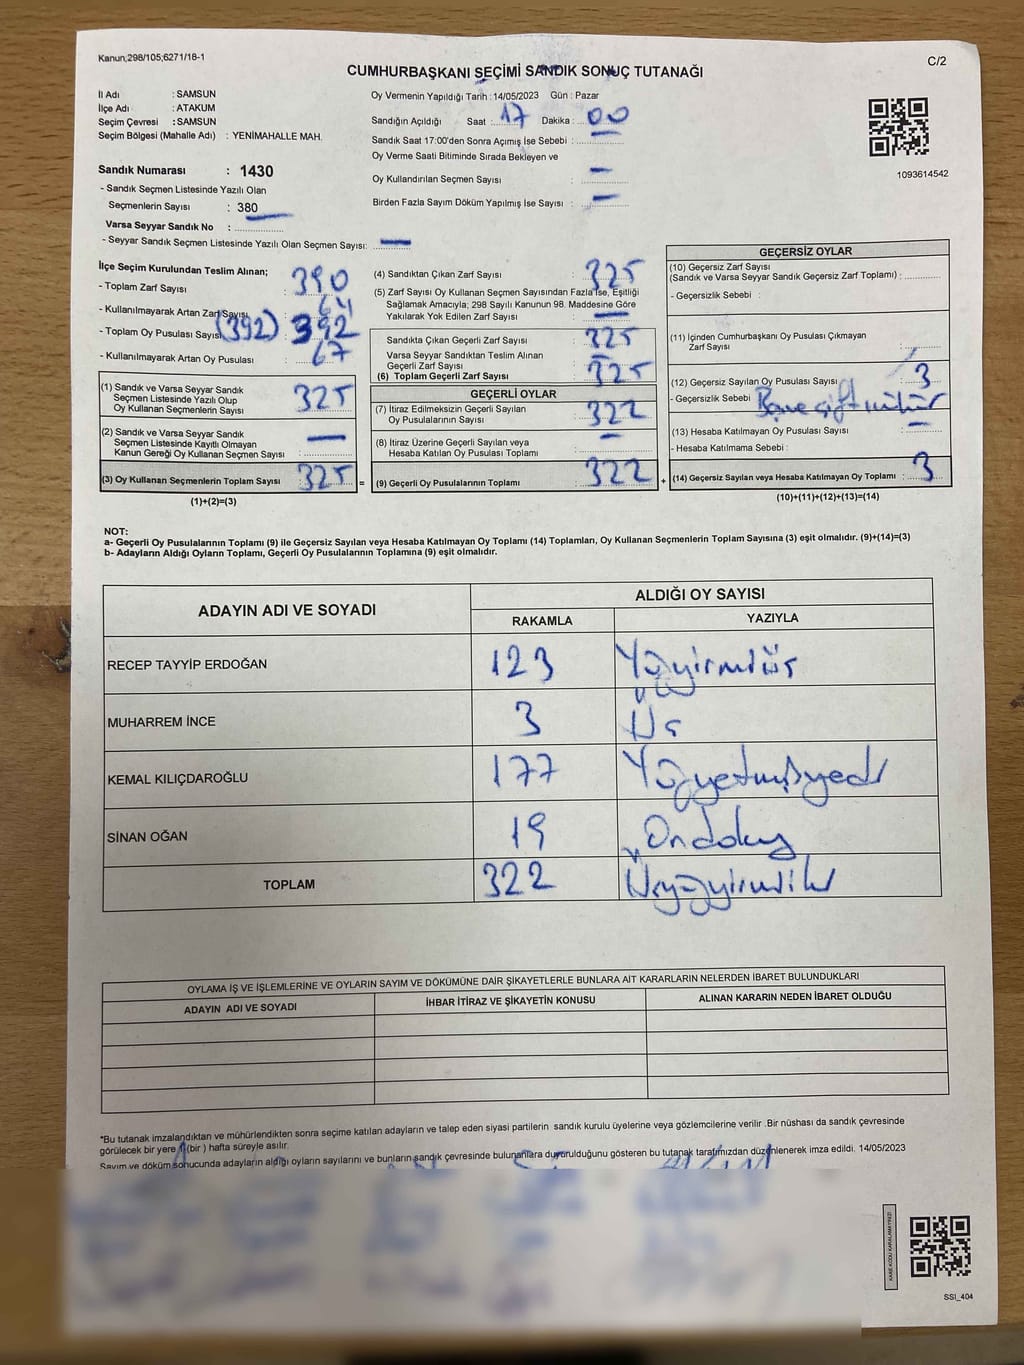 Kanun;298/105;6271/18-1
C/2
CUMHURBAŞKANI SEÇİMİ SANDIK SONUÇ TUTANAĞI
İl Adı : SAMSUN
İlçe Adı : ATAKUM
Seçim Çevresi : SAMSUN
Seçim Bölgesi (Mahalle Adı) : YENİMAHALLE MAH.
Oy Vermenin Yapıldığı Tarih :14/05/2023 Gün : Pazar
Sandığın Açıldığı Saat : 17 Dakika : 00
Sandık Saat 17:00'den Sonra Açımış İse Sebebi :
Oy Verme Saati Bitiminde Sırada Bekleyen ve
Oy Kullandırılan Seçmen Sayısı : -
Birden Fazla Sayım Döküm Yapılmış İse Sayısı : -
1093614542
Sandık Numarası : 1430
- Sandık Seçmen Listesinde Yazılı Olan
Seçmenlerin Sayısı : 380
Varsa Seyyar Sandık No :
- Seyyar Sandık Seçmen Listesinde Yazılı Olan Seçmen Sayısı: -
İlçe Seçim Kurulundan Teslim Alınan;
- Toplam Zarf Sayısı : 390
- Kullanılmayarak Artan Zarf Sayısı : 64
- Toplam Oy Pusulası Sayısı (392) 392
- Kullanılmayarak Artan Oy Pusulası : 67
(1) Sandık ve Varsa Seyyar Sandık
Seçmen Listesinde Yazılı Olup
Oy Kullanan Seçmenlerin Sayısı : 325
(2) Sandık ve Varsa Seyyar Sandık
Seçmen Listesinde Kayıtlı Olmayan
Kanun Gereği Oy Kullanan Seçmen Sayısı : -
(3) Oy Kullanan Seçmenlerin Toplam Sayısı : 325
(1)+(2)=(3)
=
(4) Sandıktan Çıkan Zarf Sayısı : 325
(5) Zarf Sayısı Oy Kullanan Seçmen Sayısından Fazla İse, Eşitliği
Sağlamak Amacıyla; 298 Sayılı Kanunun 98. Maddesine Göre
Yakılarak Yok Edilen Zarf Sayısı : -
Sandıkta Çıkan Geçerli Zarf Sayısı : 325
Varsa Seyyar Sandıktan Teslim Alınan
Geçerli Zarf Sayısı : -
(6) Toplam Geçerli Zarf Sayısı : 325
GEÇERLİ OYLAR
(7) İtiraz Edilmeksizin Geçerli Sayılan
Oy Pusulalarının Sayısı : 322
(8) İtiraz Üzerine Geçerli Sayılan veya
Hesaba Katılan Oy Pusulası Toplamı : -
(9) Geçerli Oy Pusulalarının Toplamı : 322
+
GEÇERSİZ OYLAR
(10) Geçersiz Zarf Sayısı
(Sandık ve Varsa Seyyar Sandık Geçersiz Zarf Toplamı) :
- Geçersizlik Sebebi :
(11) İçinden Cumhurbaşkanı Oy Pusulası Çıkmayan
Zarf Sayısı :
(12) Geçersiz Sayılan Oy Pusulası Sayısı : 3
- Geçersizlik Sebebi çift mühür
(13) Hesaba Katılmayan Oy Pusulası Sayısı : -
- Hesaba Katılmama Sebebi :
(14) Geçersiz Sayılan veya Hesaba Katılmayan Oy Toplamı : 3
(10)+(11)+(12)+(13)=(14)
NOT:
a- Geçerli Oy Pusulalarının Toplamı (9) ile Geçersiz Sayılan veya Hesaba Katılmayan Oy Toplamı (14) Toplamları, Oy Kullanan Seçmenlerin Toplam Sayısına (3) eşit olmalıdır. (9)+(14)=(3)
b- Adayların Aldığı Oyların Toplamı, Geçerli Oy Pusulalarının Toplamına (9) eşit olmalıdır.
ADAYIN ADI VE SOYADI
ALDIĞI OY SAYISI
RAKAMLA YAZIYLA
RECEP TAYYİP ERDOĞAN 123 Yüzyirmiüç
MUHARREM İNCE 3 Üç
KEMAL KILIÇDAROĞLU 177 Yüzyetmişyedi
SİNAN OĞAN 19 Ondokuz
TOPLAM 322 Üçyüzyirmiiki
OYLAMA İŞ VE İŞLEMLERİNE VE OYLARIN SAYIM VE DÖKÜMÜNE DAİR ŞİKAYETLERLE BUNLARA AİT KARARLARIN NELERDEN İBARET BULUNDUKLARI
ADAYIN ADI VE SOYADI İHBAR İTİRAZ VE ŞİKAYETİN KONUSU ALINAN KARARIN NEDEN İBARET OLDUĞU
*Bu tutanak imzalandıktan ve mühürlendikten sonra seçime katılan adayların ve talep eden siyasi partilerin sandık kurulu üyelerine veya gözlemcilerine verilir .Bir nüshası da sandık çevresinde
görülecek bir yere 1 (bir ) hafta süreyle asılır.
Sayım ve döküm sonucunda adayların aldığı oyların sayılarını ve bunların sandık çevresinde bulunanlara duyurulduğunu gösteren bu tutanak tarafımızdan düzenlenerek imza edildi. 14/05/2023
KARE KODU KARALAMAYINIZ!
SSI_404